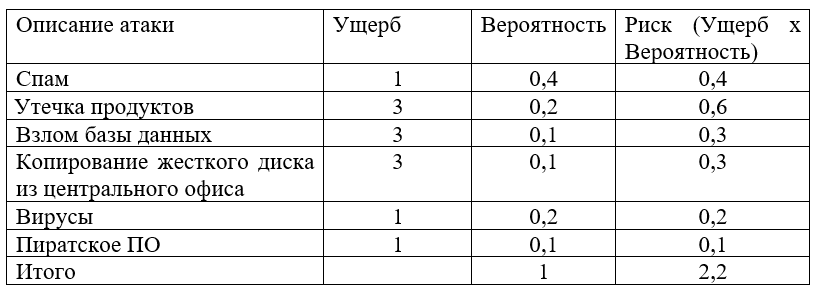 Описание атаки Ущерб Вероятность Риск (Ущерб х
Вероятность)
Спам 1 0,4 0,4
Утечка продуктов 3 0,2 0,6
Взлом базы данных 3 0,1 0,3
Копирование жесткого диска 3 0,1 0,3
из центрального офиса
Вирусы 1 0,2 0,2
Пиратское ПО 1 0,1 0,1
Итого 1 2,2